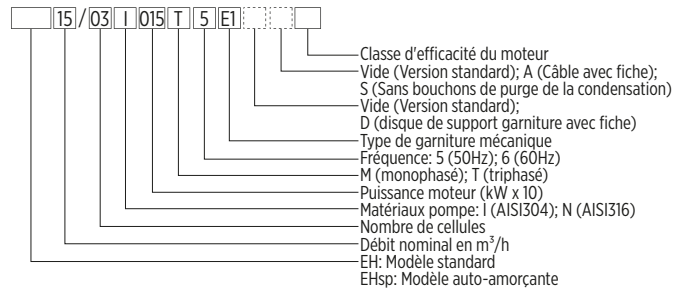 15/03 I 015 T 5 E1
Classe d'efficacité du moteur
Vide (Version standard); A (Câble avec fiche);
S (Sans bouchons de purge de la condensation)
Vide (Version standard);
D (disque de support garniture avec fiche)
Type de garniture mécanique
Fréquence: 5 (50Hz); 6 (60Hz)
M (monophasé); T (triphasé)
Puissance moteur (kW x 10)
Matériaux pompe: I (AISI304); N (AISI316)
Nombre de cellules
Débit nominal en m³/h
EH: Modèle standard
EHsp: Modèle auto-amorçante